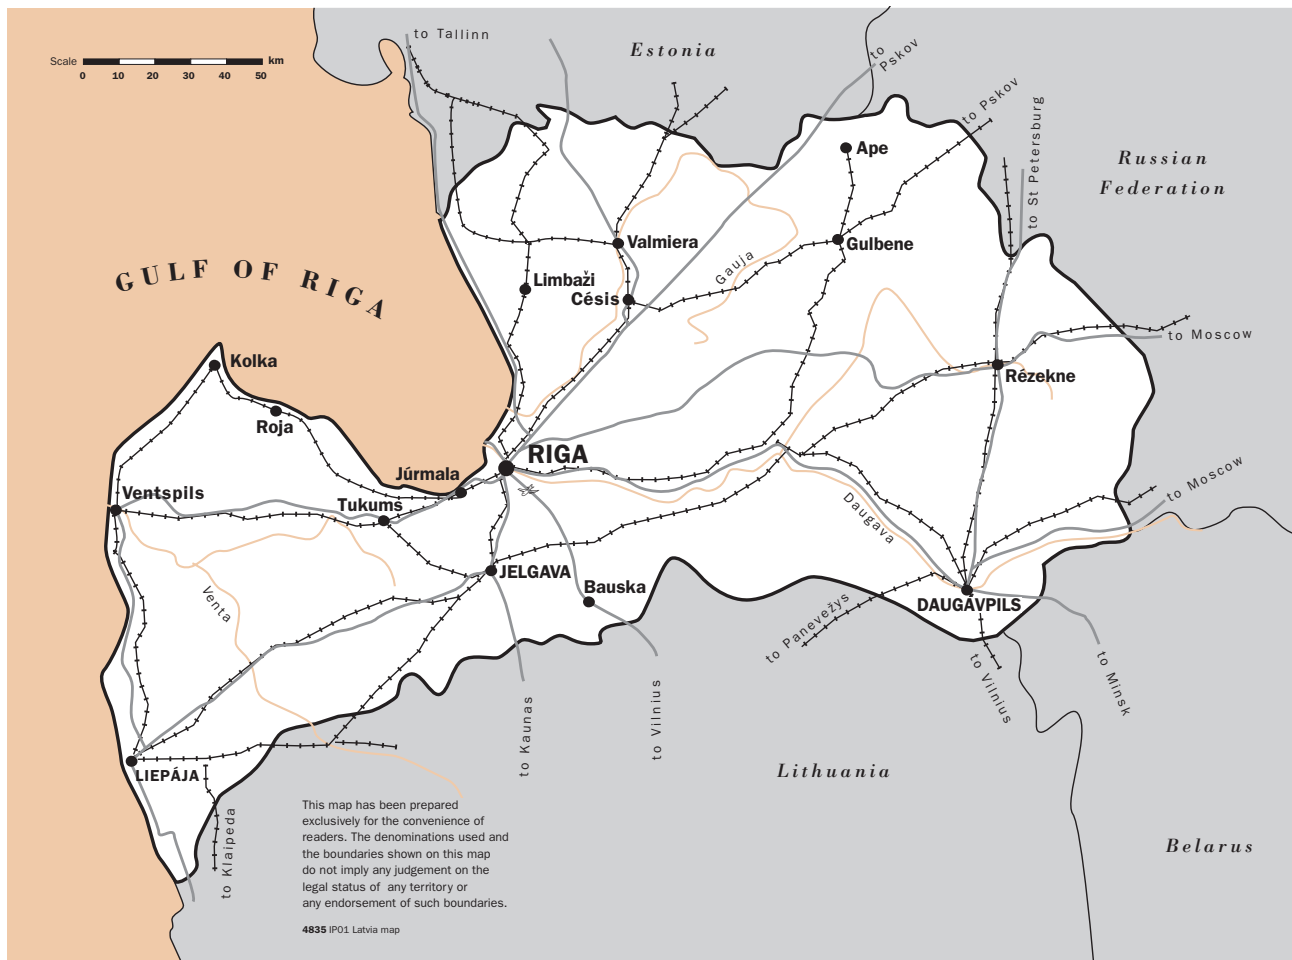 Scale
km
0 10 20 30 40 50
to Tallinn
Estonia
to
Pskov
to Pskov
to St Petersburg
Russian
Federation
Ape
Valmiera
Gulbene
Gauja
Limbaži
Césis
GULF OF RIGA
to Moscow
Kolka
Rézekne
Roja
RIGA
Júrmala
Ventspils
Tukums
to Moscow
Daugava
JELGAVA
Bauska
Venta
DAUGAVPILS
to Panevežys
to Vilnius
to Minsk
to Kaunas
to Vilnius
Lithuania
LIEPÁJA
to Klaipeda
Belarus
This map has been prepared
exclusively for the convenience of
readers. The denominations used and
the boundaries shown on this map
do not imply any judgement on the
legal status of any territory or
any endorsement of such boundaries.
4835 IP01 Latvia map